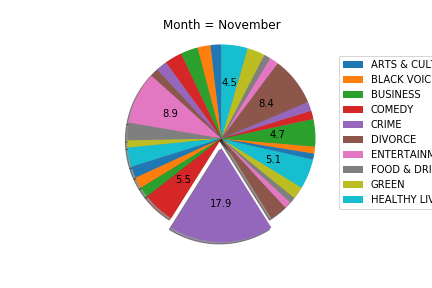 Month = November
4.5
8.4
8.9
4.7
5.1
5.5
17.9
ARTS & CULT
BLACK VOIC
BUSINESS
COMEDY
CRIME
DIVORCE
ENTERTAINM
FOOD & DRI
GREEN
HEALTHY LIV